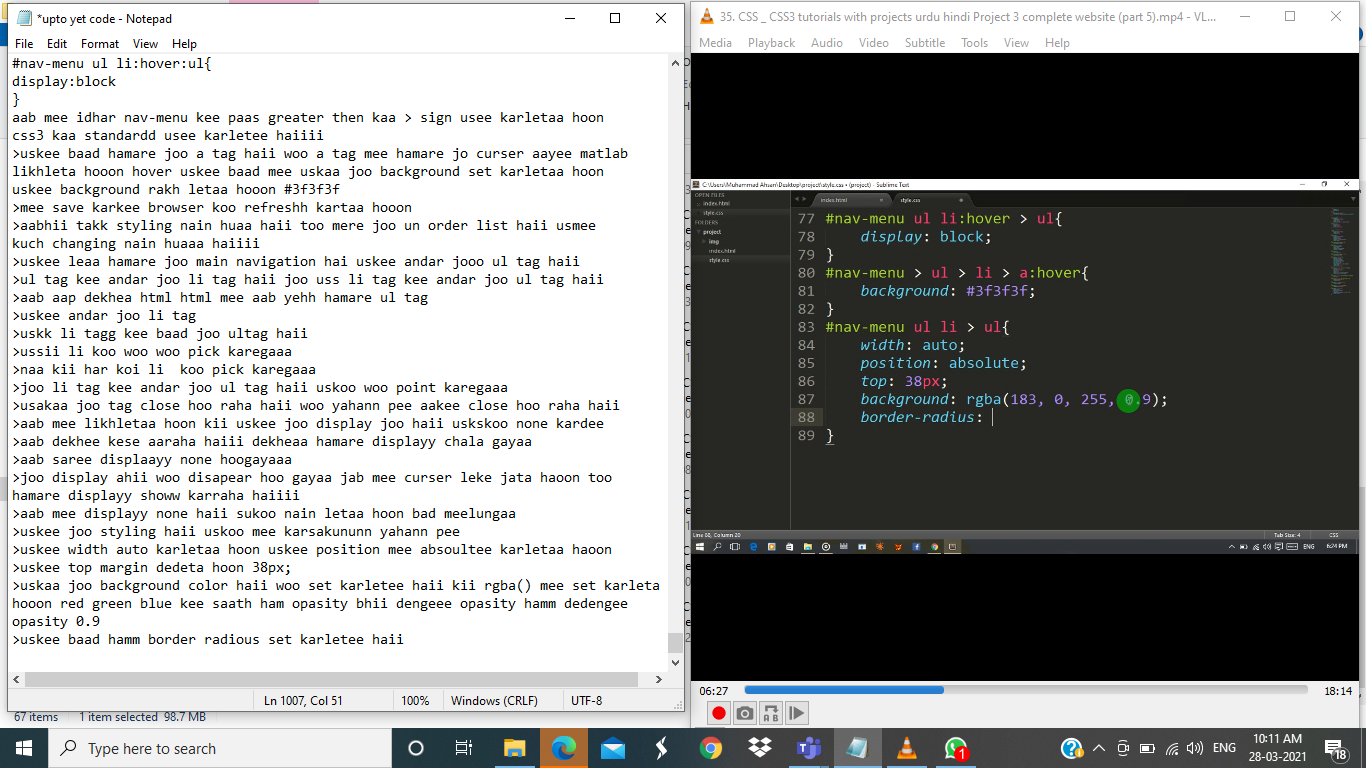 *upto yet code - Notepad
File Edit Format View Help
#nav-menu ul li:hover:ul{
display:block
}
aab mee idhar nav-menu kee paas greater then kaa > sign usee karletaa hoon
css3 kaa standardd usee karletee haiiii
>uskee baad hamare joo a tag haii woo a tag mee hamare jo curser aayee matlab
likhleta hooon hover uskee baad mee uskaa joo background set karletaa hoon
uskee background rakh letaa hooon #3f3f3f
>mee save karkee browser koo refreshh kartaa hooon
>aabhii takk styling nain huaa haii too mere joo un order list haii usmee
kuch changing nain huaaa haiiii
>uskee leaa hamare joo main navigation hai uskee andar jooo ul tag haii
>ul tag kee andar joo li tag haii joo uss li tag kee andar joo ul tag haii
>aab aap dekhea html html mee aab yehh hamare ul tag
>uskee andar joo li tag
>uskk li tagg kee baad joo ultag haii
>ussii li koo woo woo pick karegaaa
>naa kii har koi li  koo pick karegaaa
>joo li tag kee andar joo ul tag haii uskoo woo point karegaaa
>usakaa joo tag close hoo raha haii woo yahann pee aakee close hoo raha haii
>aab mee likhletaa hoon kii uskee joo display joo haii uskskoo none kardee
>aab dekhee kese aaraha haiii dekheaa hamare displayy chala gayaa
>aab saree displaayy none hoogayaaa
>joo display ahii woo disapear hoo gayaa jab mee curser leke jata haoon too
hamare displayy showw karraha haiiii
>aab mee displayy none haii sukoo nain letaa hoon bad meelungaa
>uskee joo styling haii uskoo mee karsakununn yahann pee
>uskee width auto karletaa hoon uskee position mee absoultee karletaa haoon
>uskee top margin dedeta hoon 38px;
>uskaa joo background color haii woo set karletee haii kii rgba() mee set karleta
hooon red green blue kee saath ham opasity bhii dengeee opasity hamm dedengee
opasity 0.9
>uskee baad hamm border radious set karletee haii
Ln 1007, Col 51 100% Windows (CRLF) UTF-8
67 items 1 item selected 98.7 MB
35. CSS _ CSS3 tutorials with projects urdu hindi Project 3 complete website (part 5).mp4 - VL...
Media Playback Audio Video Subtitle Tools View Help
C:\Users\Muhammad Ahsan\Desktop\project\style.css • (project) - Sublime Text
OPEN FILES
index.html
style.css
FOLDERS
project
img
index.html
style.css
index.html style.css
77 #nav-menu ul li:hover > ul{
78 display: block;
79 }
80 #nav-menu > ul > li > a:hover{
81 background: #3f3f3f;
82 }
83 #nav-menu ul li > ul{
84 width: auto;
85 position: absolute;
86 top: 38px;
87 background: rgba(183, 0, 255, 0.9);
88 border-radius:
89 }
Line 88, Column 20 Tab Size: 4 CSS
ENG 6:24 PM
06:27 18:14
Type here to search
1
ENG
10:11 AM
28-03-2021
18